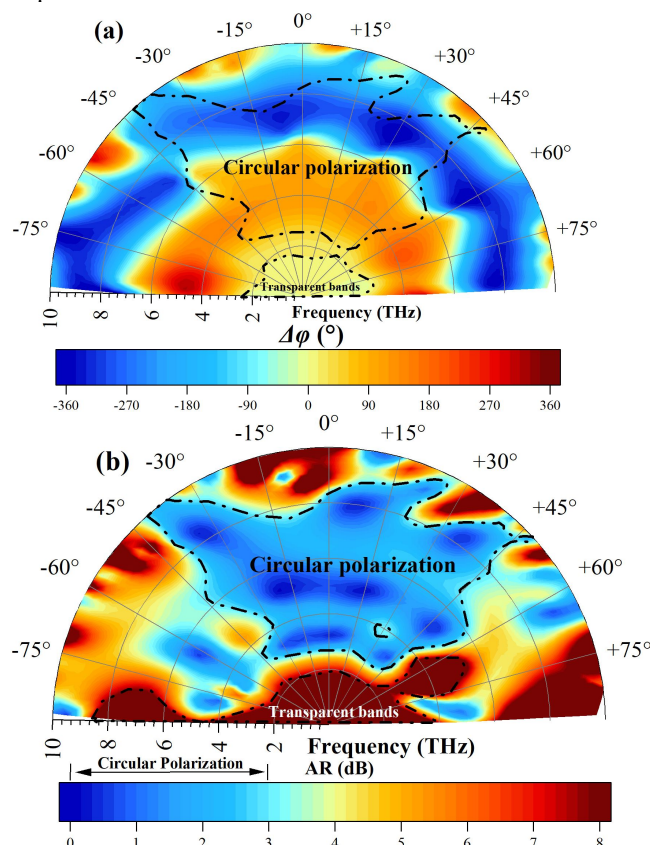 (a)
0°
-15°
+15°
-30°
+30°
-45°
+45°
-60°
+60°
-75°
+75°
Circular polarization
Transparent bands
10 8 6 4 2
Frequency (THz)
Δφ (°)
-360 -270 -180 -90 0 90 180 270 360
(b)
0°
-15°
+15°
-30°
+30°
-45°
+45°
-60°
+60°
-75°
+75°
Circular polarization
Transparent bands
10 8 6 4 2
Frequency (THz)
Circular Polarization
AR (dB)
0 1 2 3 4 5 6 7 8